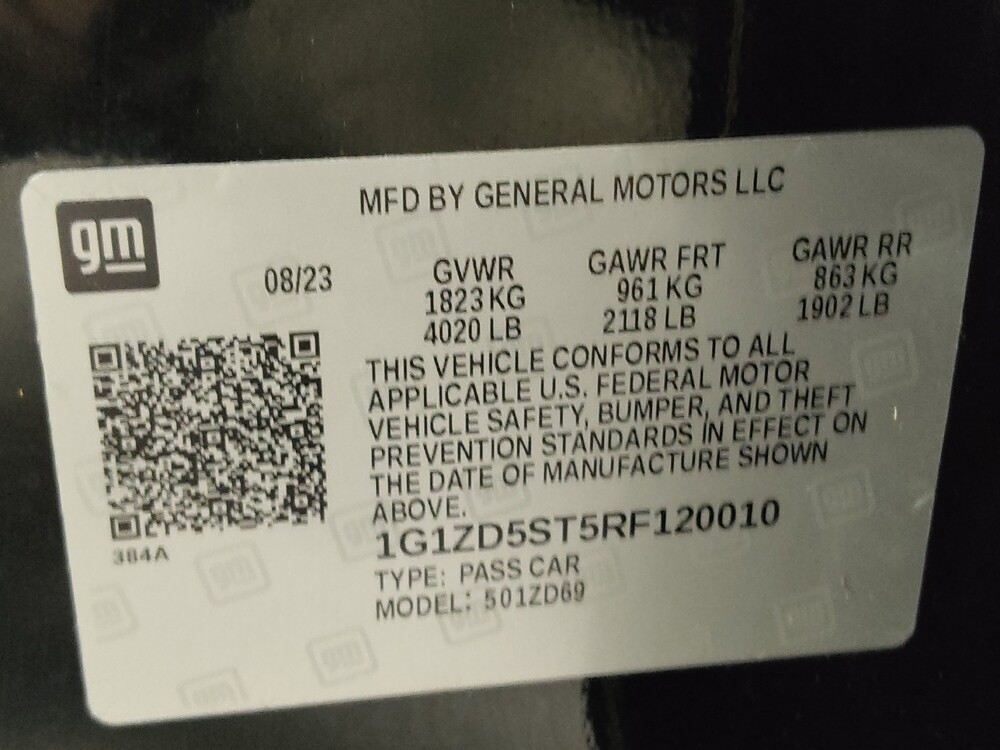 gm
MFD BY GENERAL MOTORS LLC
08/23
GVWR
1823 KG
4020 LB
GAWR FRT
961 KG
2118 LB
GAWR RR
863 KG
1902 LB
THIS VEHICLE CONFORMS TO ALL
APPLICABLE U.S. FEDERAL MOTOR
VEHICLE SAFETY, BUMPER, AND THEFT
PREVENTION STANDARDS IN EFFECT ON
THE DATE OF MANUFACTURE SHOWN
ABOVE.
384A
1G1ZD5ST5RF120010
TYPE: PASS CAR
MODEL: 501ZD69